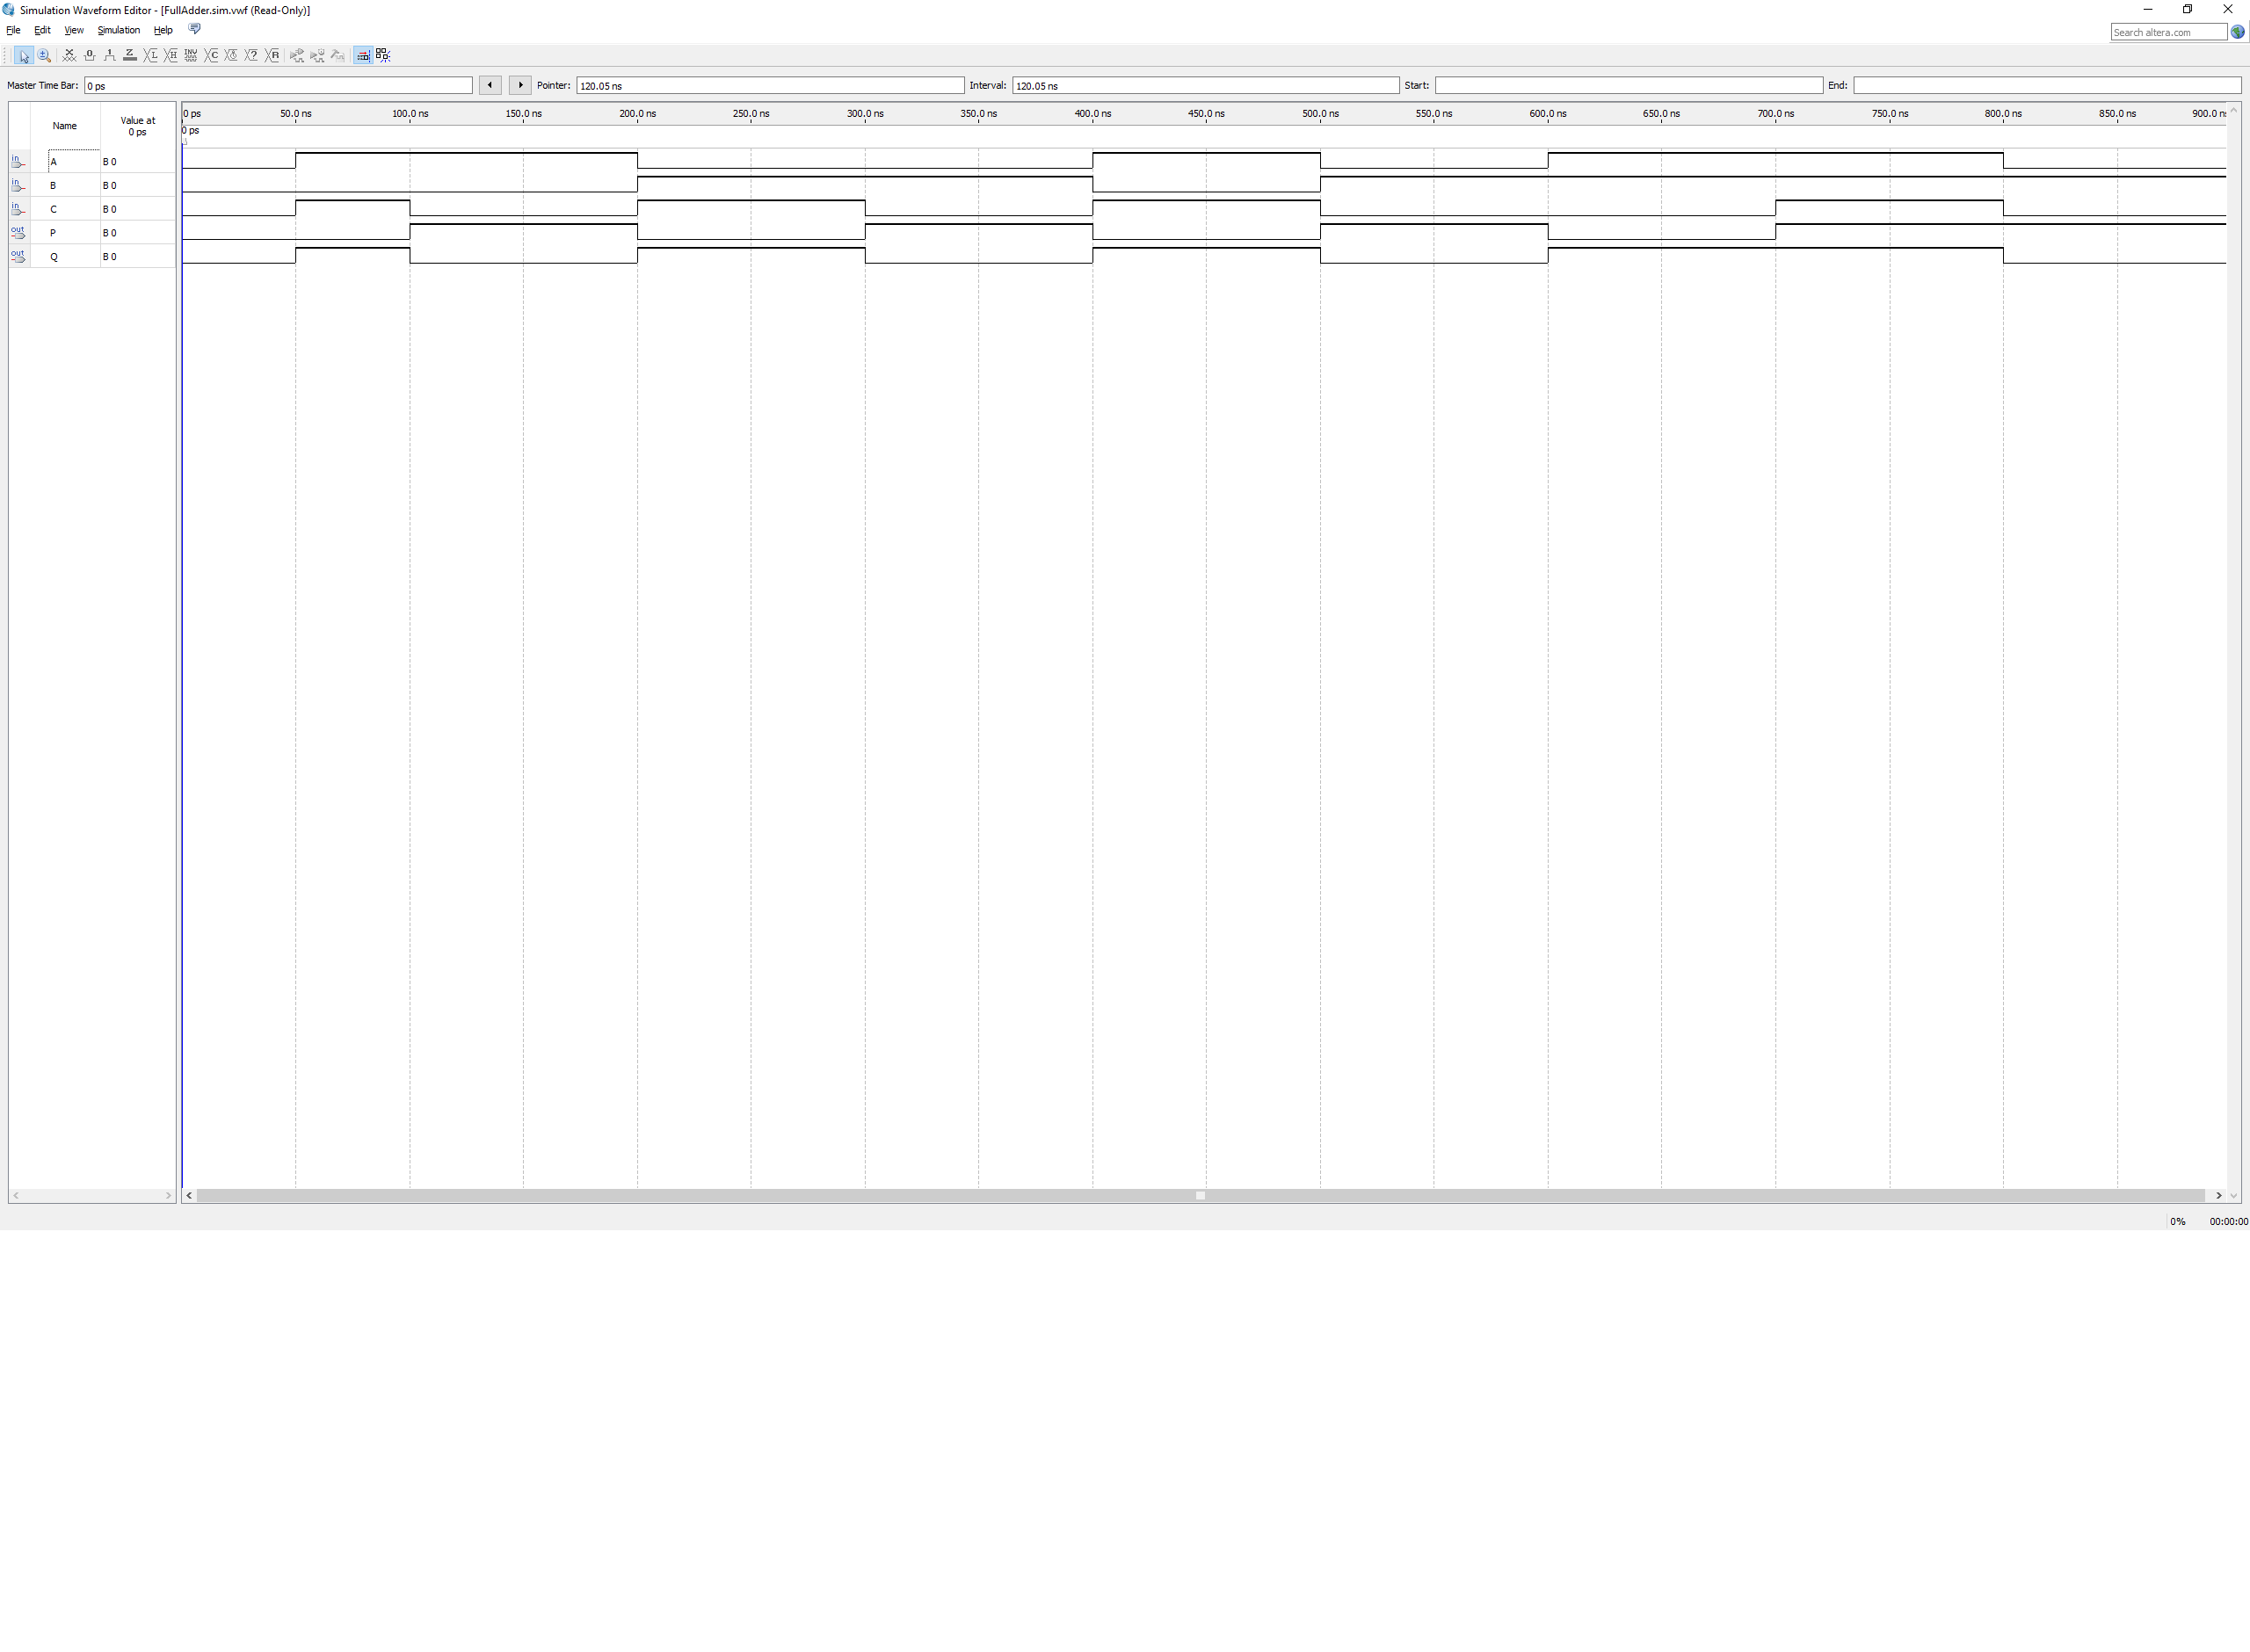 Simulation Waveform Editor - [FullAdder.sim.vwf (Read-Only)]
File Edit View Simulation Help
Search altera.com
Master Time Bar: 0 ps Pointer: 120.05 ns Interval: 120.05 ns Start: End:
Name Value at 0 ps
0 ps 50.0 ns 100.0 ns 150.0 ns 200.0 ns 250.0 ns 300.0 ns 350.0 ns 400.0 ns 450.0 ns 500.0 ns 550.0 ns 600.0 ns 650.0 ns 700.0 ns 750.0 ns 800.0 ns 850.0 ns 900.0 n
0 ps
in A B 0
in B B 0
in C B 0
out P B 0
out Q B 0
0% 00:00:00